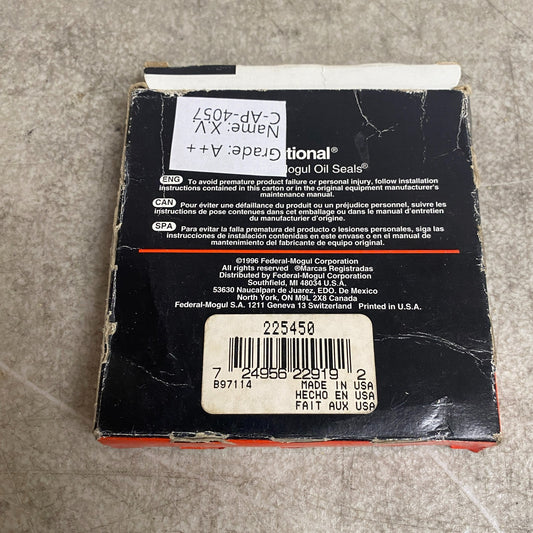 Grade: A++
Name: X.V
C-AP-4057
tional®
Mogul Oil Seals®
ENG To avoid premature product failure or personal injury, follow installation
instructions contained in this carton or in the original equipment manufacturer's
maintenance manual.
CAN Pour éviter une défaillance du produit ou un préjudice personnel, suivre les
instructions de pose contenues dans cet emballage ou dans le manuel d'entretien
du manufacturier d'origine.
SPA Para evitar la falla prematura del producto o lesiones personales, siga las
instrucciones de instalación contenidas en este envase o en el manual de
mantenimiento del fabricante de equipo original.
©1996 Federal-Mogul Corporation
All rights reserved ®Marcas Registradas
Distributed by Federal-Mogul Corporation
Southfield, MI 48034 U.S.A.
53630 Naucalpan de Juarez, EDO. De Mexico
North York, ON M9L 2X8 Canada
Federal-Mogul S.A. 1211 Geneva 13 Switzerland Printed in U.S.A.
225450
7 24956 22919 2
B97114 MADE IN USA
HECHO EN USA
FAIT AUX USA